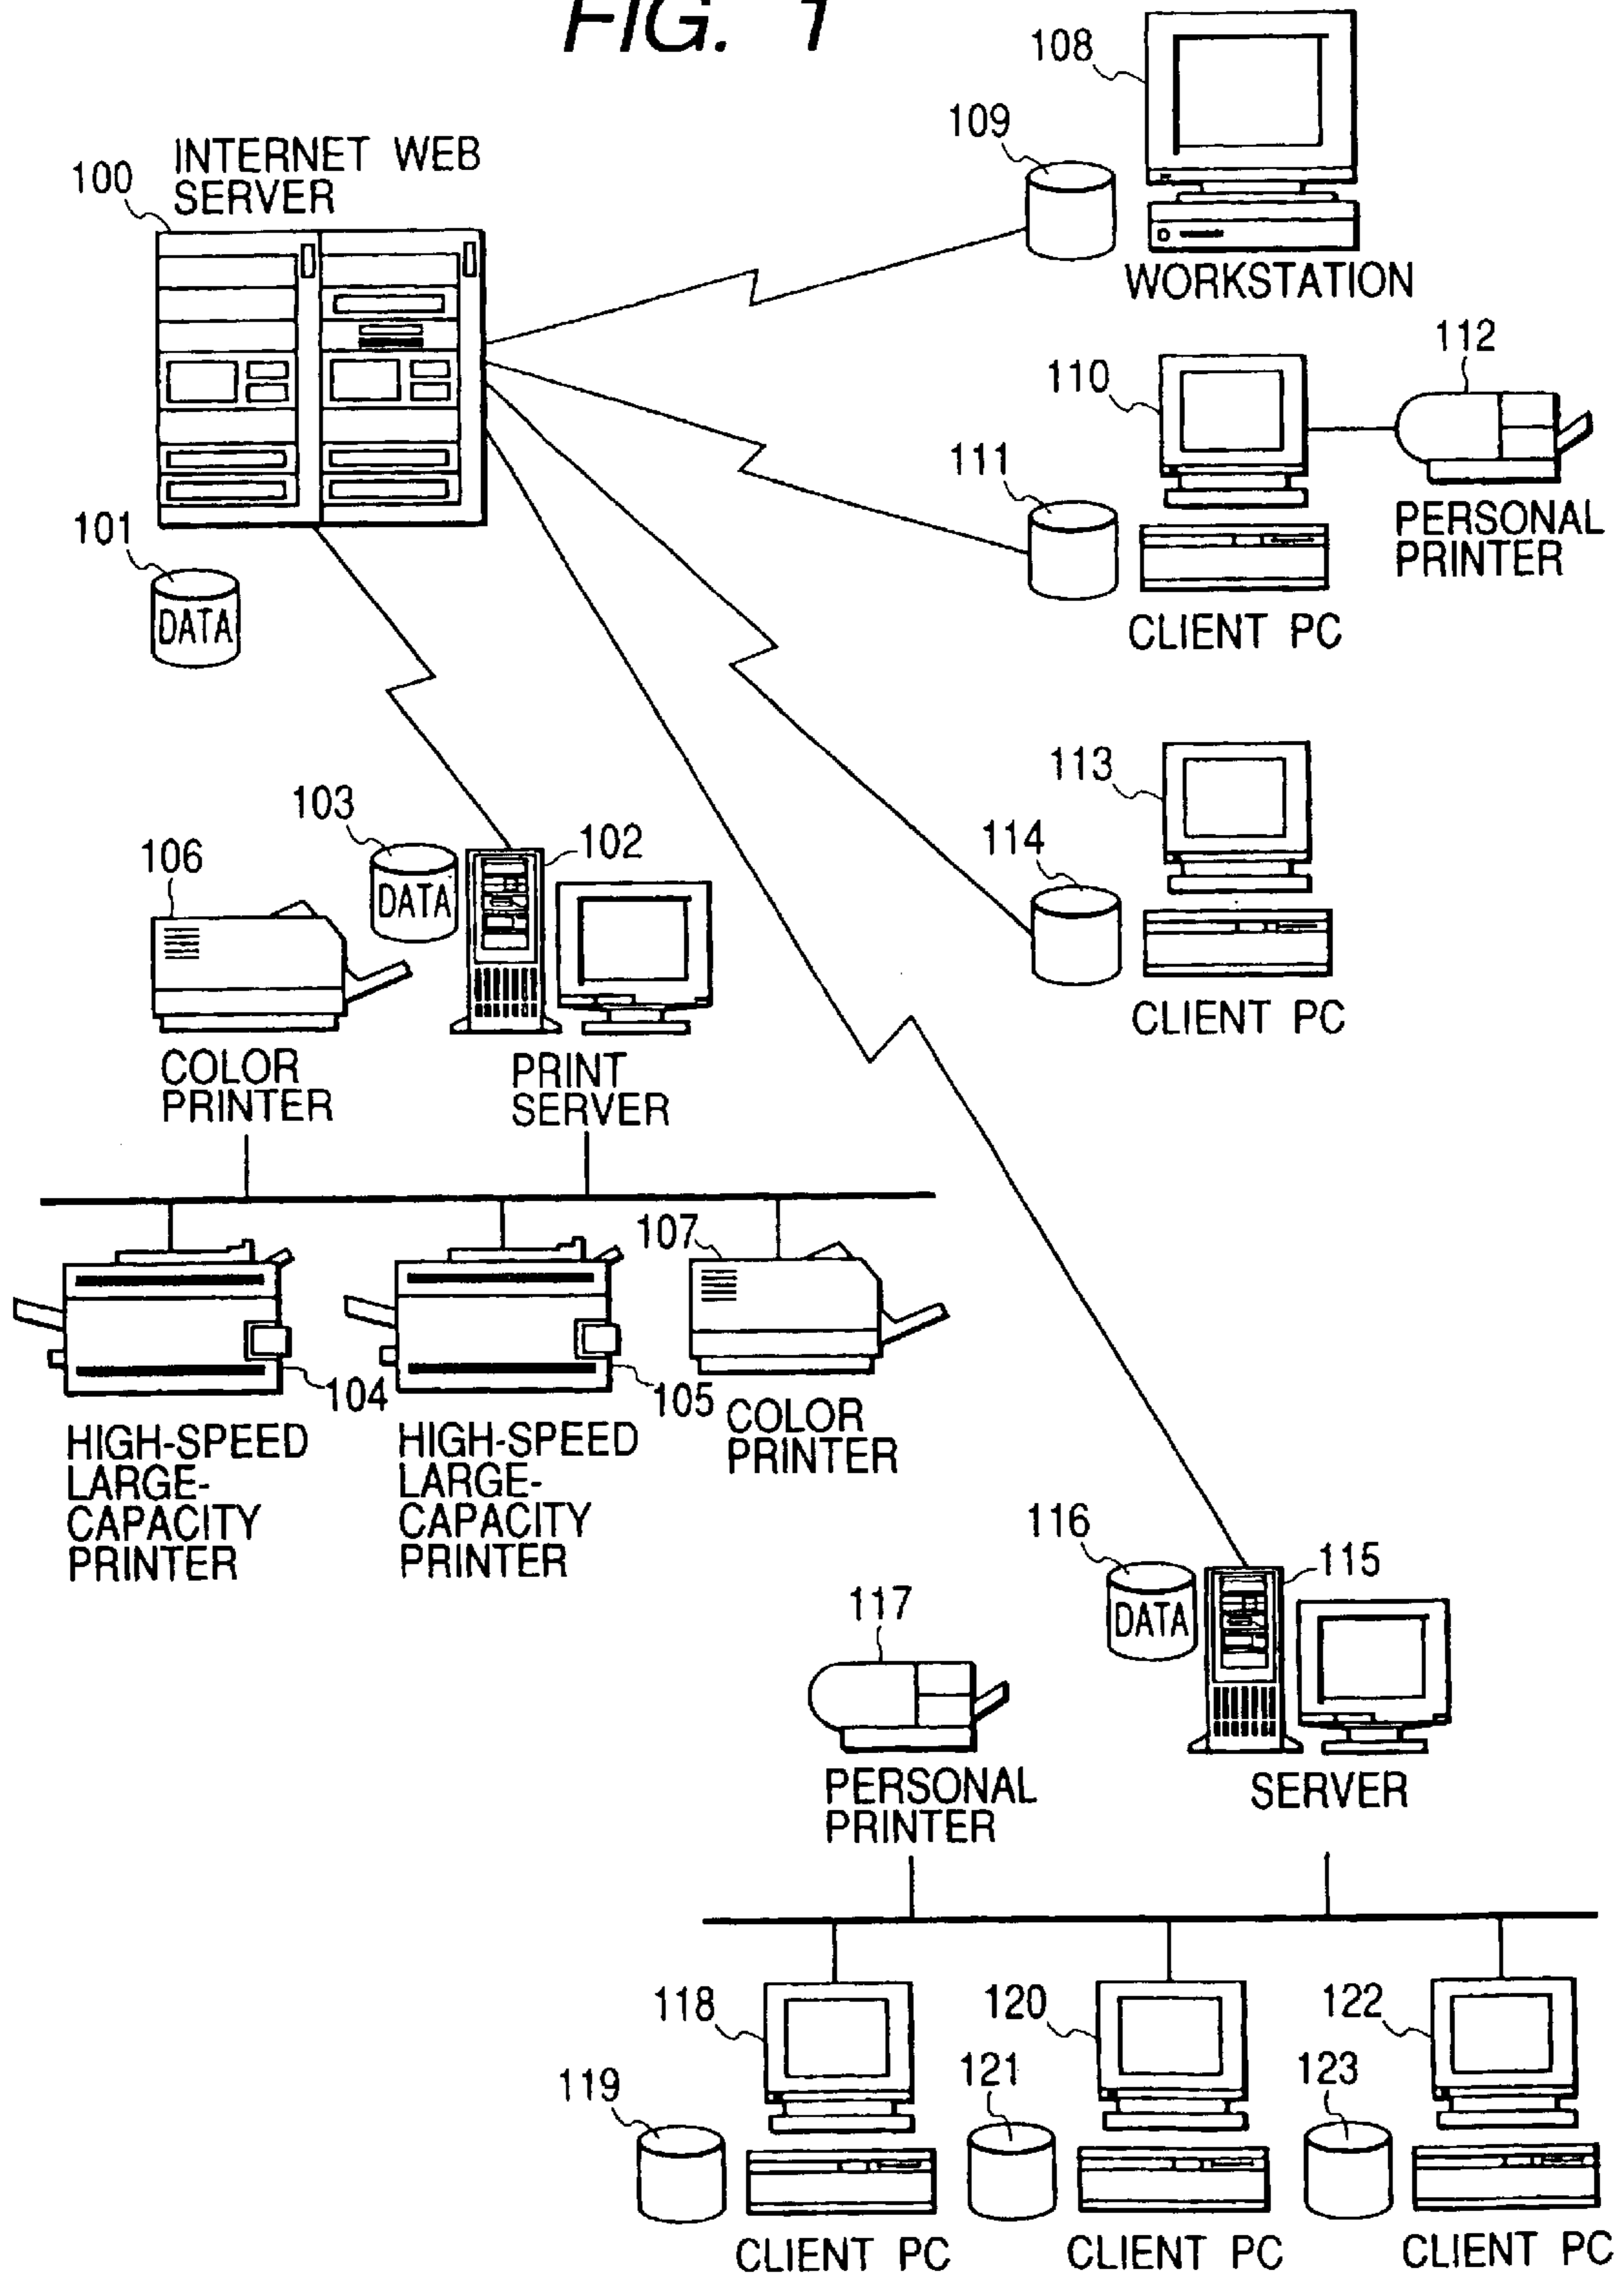 FIG. 1
108
109
INTERNET WEB
SERVER
100
WORKSTATION
112
110
111
PERSONAL
PRINTER
CLIENT PC
101
DATA
113
114
CLIENT PC
103
DATA
102
106
COLOR
PRINTER
PRINT
SERVER
107
104
105
HIGH-SPEED
LARGE-
CAPACITY
PRINTER
HIGH-SPEED
LARGE-
CAPACITY
PRINTER
COLOR
PRINTER
116
DATA
115
117
PERSONAL
PRINTER
SERVER
118
120
122
119
121
123
CLIENT PC
CLIENT PC
CLIENT PC